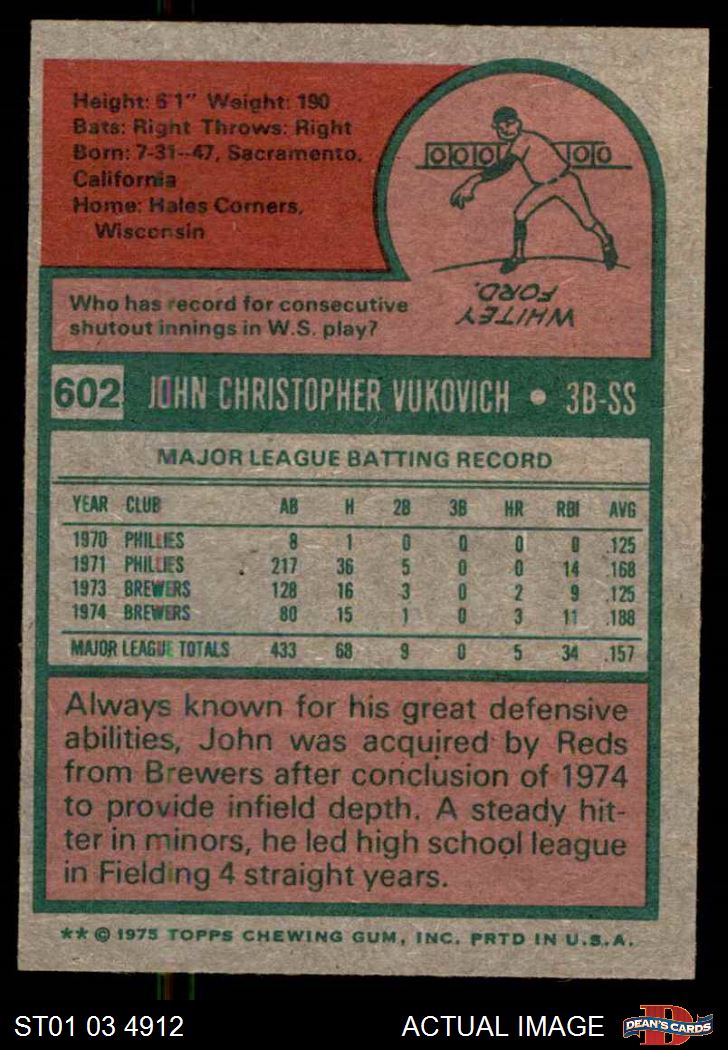 Height: 6'1" Weight: 190
Bats: Right Throws: Right
Born: 7-31-47, Sacramento,
California
Home: Hales Corners,
Wisconsin
0 0 0 0 0 0
WHITEY
FORD.
Who has record for consecutive
shutout innings in W.S. play?
602 JOHN CHRISTOPHER VUKOVICH • 3B-SS
MAJOR LEAGUE BATTING RECORD
YEAR CLUB AB H 2B 3B HR RBI AVG
1970 PHILLIES 8 1 0 0 0 0 .125
1971 PHILLIES 217 36 5 0 0 14 .168
1973 BREWERS 128 16 3 0 2 9 .125
1974 BREWERS 80 15 1 0 3 11 .188
MAJOR LEAGUE TOTALS 433 68 9 0 5 34 .157
Always known for his great defensive
abilities, John was acquired by Reds
from Brewers after conclusion of 1974
to provide infield depth. A steady hit-
ter in minors, he led high school league
in Fielding 4 straight years.
** © 1975 TOPPS CHEWING GUM, INC. PRTD IN U.S.A.
ST01 03 4912 ACTUAL IMAGE D DEAN'S CARDS